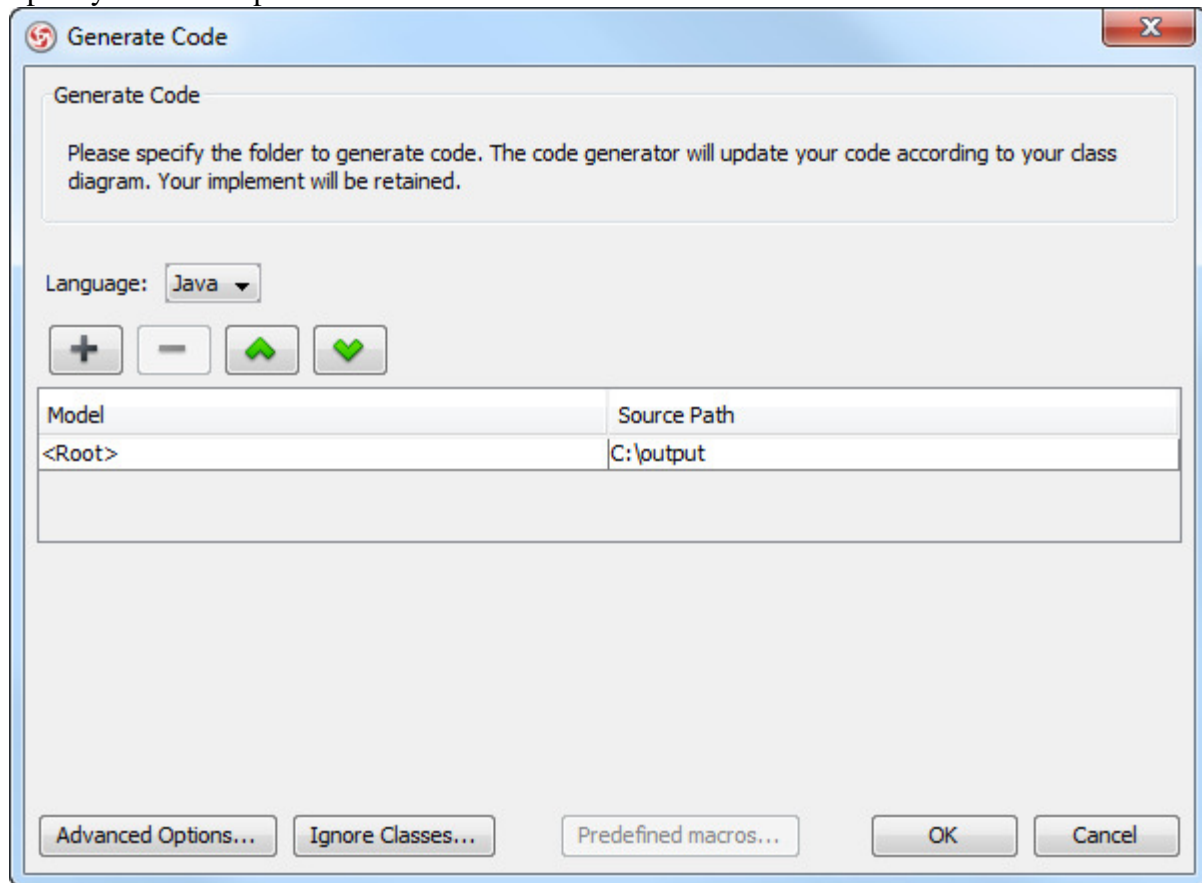 Generate Code
Generate Code
Please specify the folder to generate code. The code generator will update your code according to your class
diagram. Your implement will be retained.
Language: Java
Model Source Path
<Root> C:\output
Advanced Options... Ignore Classes... Predefined macros... OK Cancel